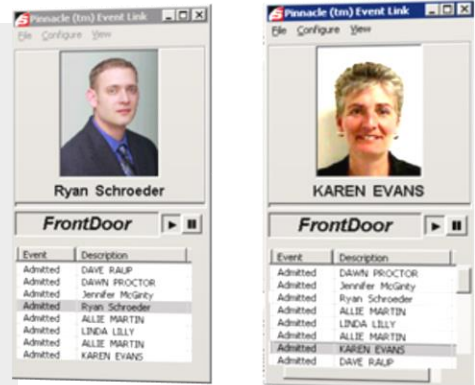 Pinnacle (tm) Event Link
File Configure View
Ryan Schroeder
FrontDoor
Event Description
Admitted DAVE RAUP
Admitted DAWN PROCTOR
Admitted Jennifer McGinty
Admitted Ryan Schroeder
Admitted ALLIE MARTIN
Admitted LINDA LILLY
Admitted ALLIE MARTIN
Admitted KAREN EVANS
Pinnacle (tm) Event Link
File Configure View
KAREN EVANS
FrontDoor
Event Description
Admitted DAWN PROCTOR
Admitted Jennifer McGinty
Admitted Ryan Schroeder
Admitted ALLIE MARTIN
Admitted LINDA LILLY
Admitted ALLIE MARTIN
Admitted KAREN EVANS
Admitted DAVE RAUP